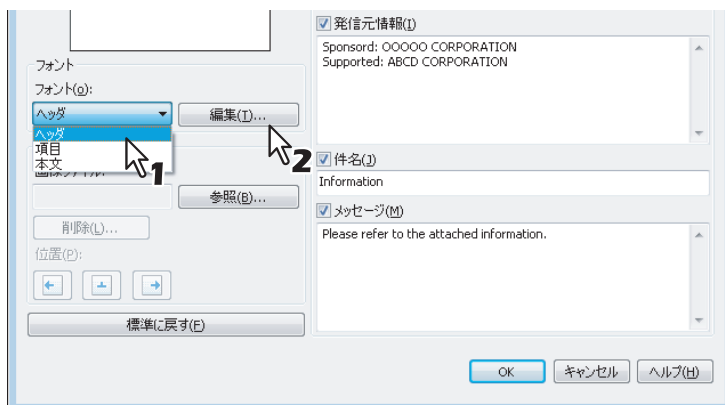 発信元情報(I)
Sponsord: OOOOO CORPORATION
Supported: ABCD CORPORATION
フォント
フォント(o):
ヘッダ
編集(T)...
ヘッダ
項目
本文
1
2
画像ファイル:
参照(B)...
削除(L)...
位置(P):
標準に戻す(F)
件名(J)
Information
メッセージ(M)
Please refer to the attached information.
OK
キャンセル
ヘルプ(H)